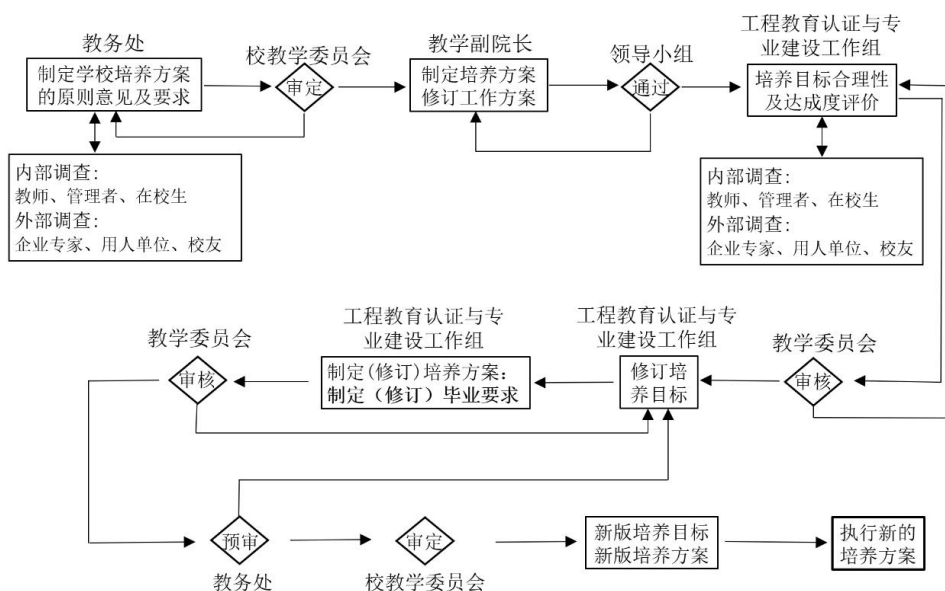 教务处
制定学校培养方案
的原则意见及要求
校教学委员会
审定
教学副院长
制定培养方案
修订工作方案
领导小组
通过
工程教育认证与专
业建设工作组
培养目标合理性
及达成度评价
内部调查：
教师、管理者、在校生
外部调查：
企业专家、用人单位、校友
内部调查：
教师、管理者、在校生
外部调查：
企业专家、用人单位、校友
教学委员会
审核
工程教育认证与专
业建设工作组
制定(修订)培养方案：
制定（修订）毕业要求
工程教育认证与专
业建设工作组
修订培
养目标
教学委员会
审核
预审
教务处
审定
校教学委员会
新版培养目标
新版培养方案
执行新的
培养方案